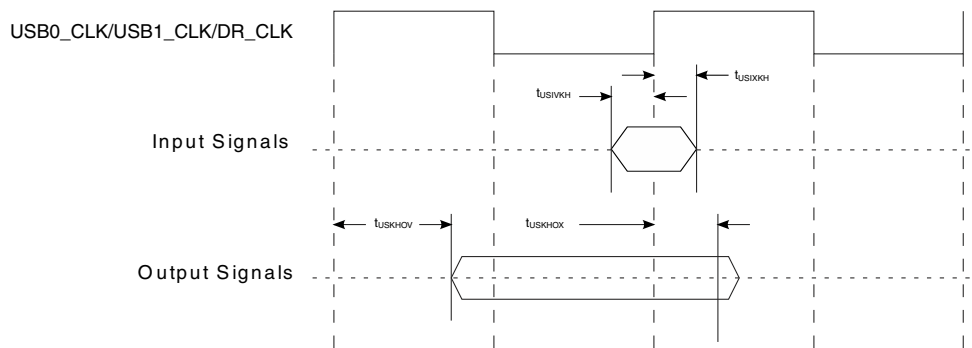 USB0_CLK/USB1_CLK/DR_CLK
tUSIXKH
tUSIVKH
Input Signals
tUSKHOV
tUSKHOX
Output Signals